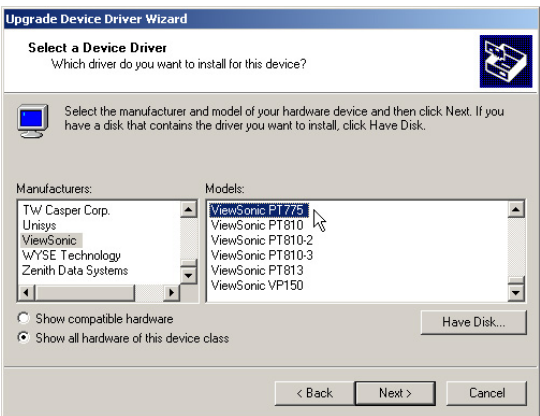 Upgrade Device Driver Wizard
Select a Device Driver
Which driver do you want to install for this device?
Select the manufacturer and model of your hardware device and then click Next. If you
have a disk that contains the driver you want to install, click Have Disk.
Manufacturers:
TW Casper Corp.
Unisys
ViewSonic
WYSE Technology
Zenith Data Systems
Models:
ViewSonic PT775
ViewSonic PT810
ViewSonic PT810-2
ViewSonic PT810-3
ViewSonic PT813
ViewSonic VP150
Show compatible hardware
Show all hardware of this device class
Have Disk...
< Back
Next >
Cancel